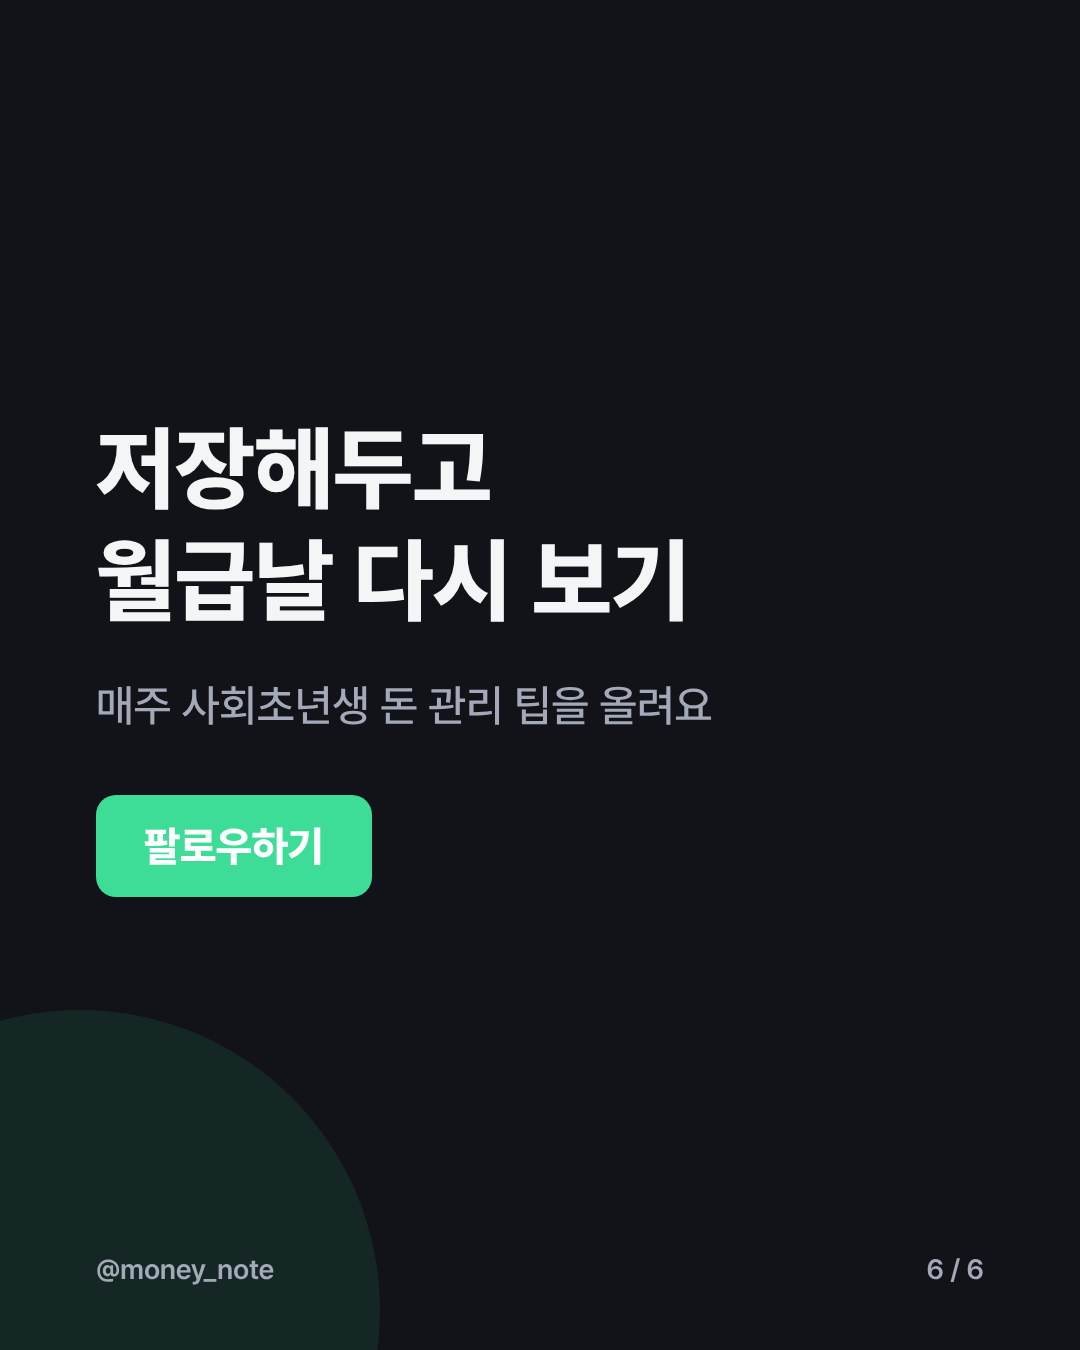 저장해두고
월급날 다시 보기
매주 사회초년생 돈 관리 팁을 올려요
팔로우하기
@money_note
6 / 6